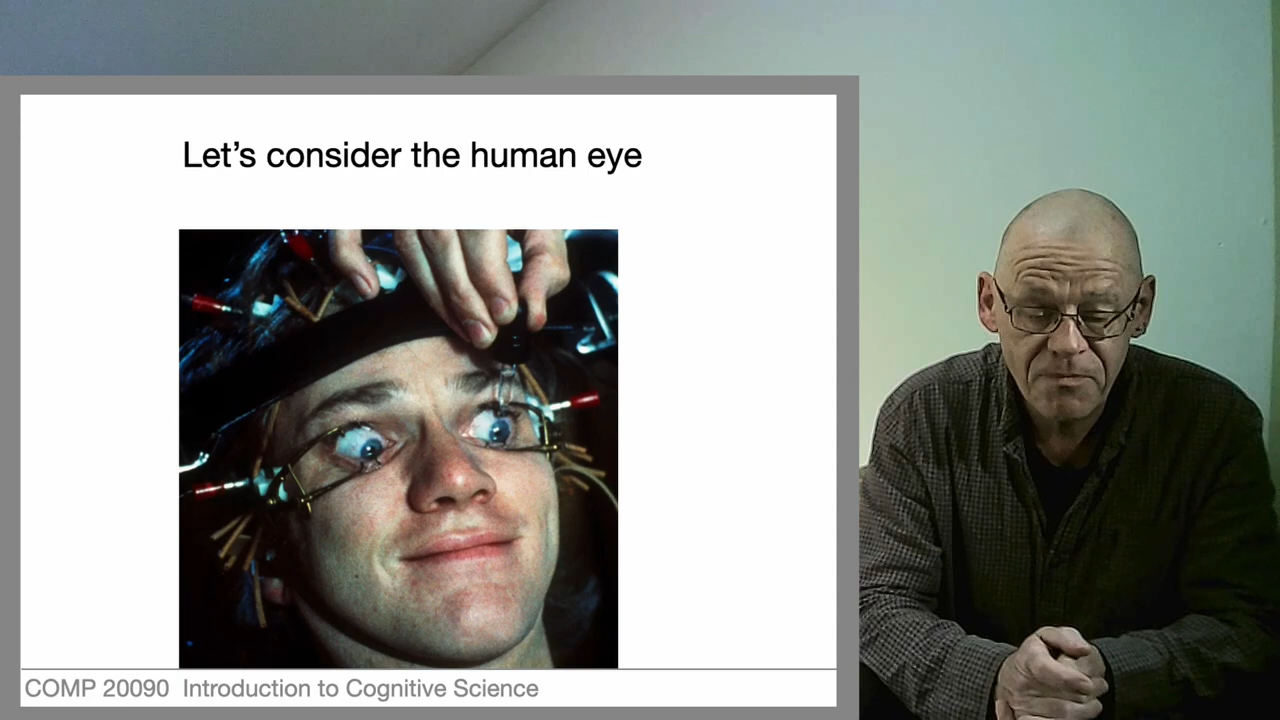 Let's consider the human eye
COMP 20090 Introduction to Cognitive Science